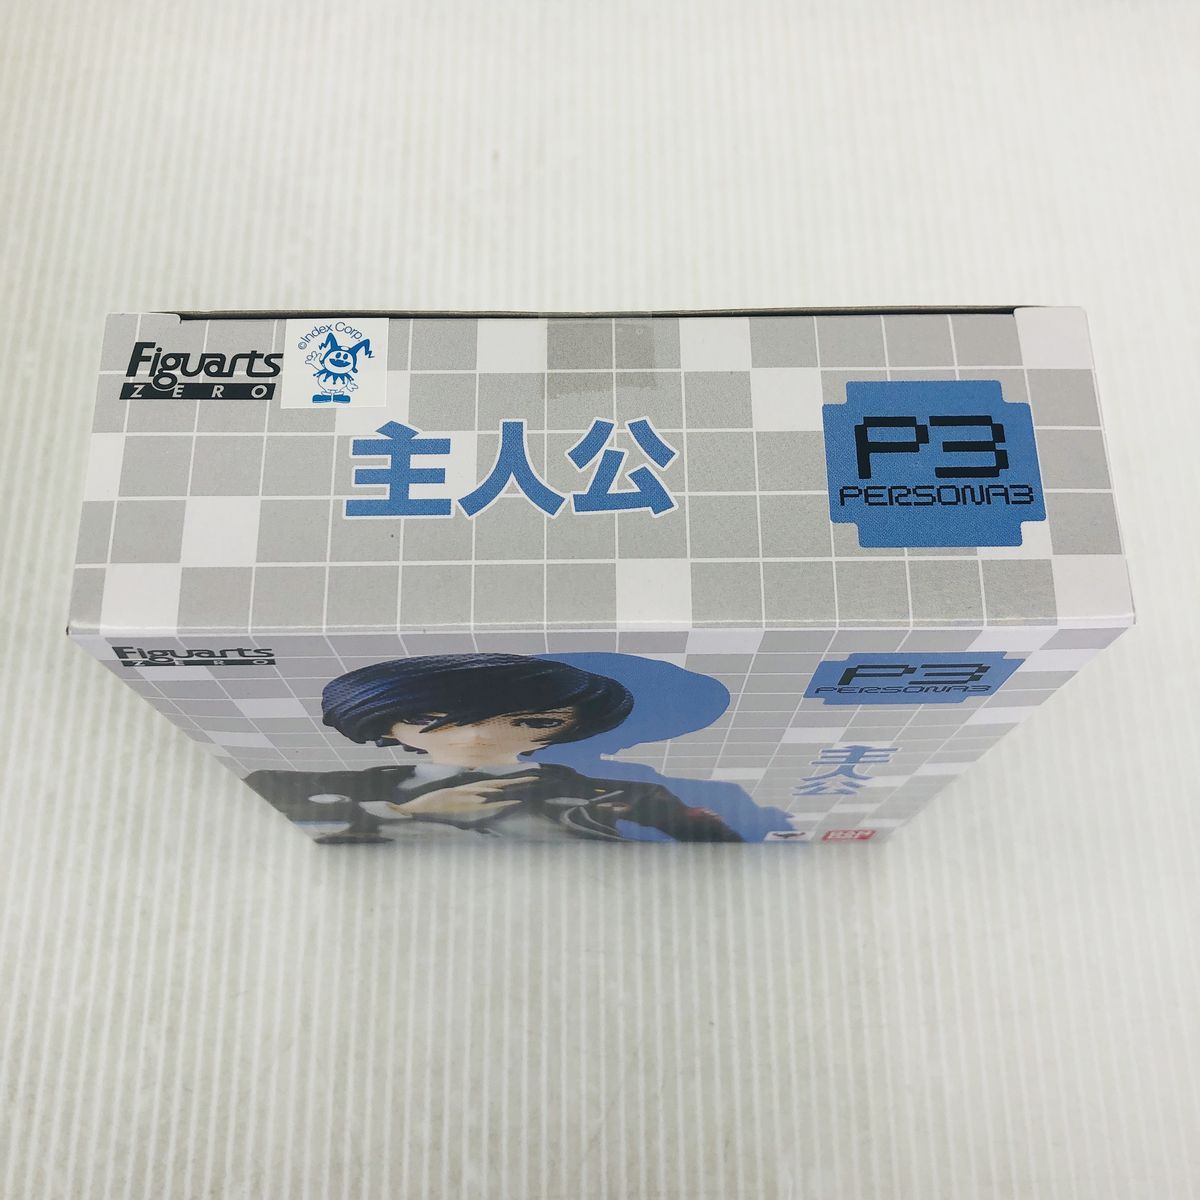 Figuarts
ZERO
©Index Corp.
主人公
P3
PERSONA3
Figuarts
ZERO
P3
PERSONA3
主人公